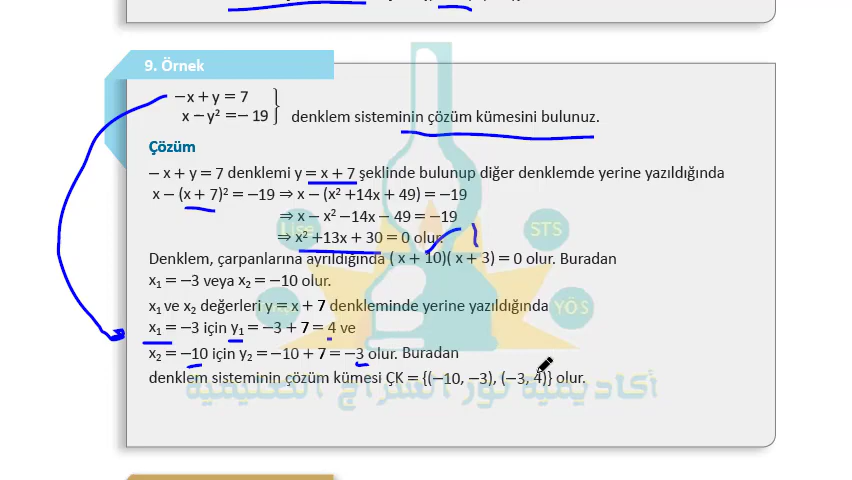 9. Örnek
−x + y = 7
x − y² = − 19
denklem sisteminin çözüm kümesini bulunuz.
Çözüm
− x + y = 7 denklemi y = x + 7 şeklinde bulunup diğer denklemde yerine yazıldığında
x − (x + 7)² = −19 ⇒ x − (x² +14x + 49) = −19
⇒ x − x² −14x − 49 = −19
⇒ x² +13x + 30 = 0 olur.
Denklem, çarpanlarına ayrıldığında ( x + 10)( x + 3) = 0 olur. Buradan
x₁ = −3 veya x₂ = −10 olur.
x₁ ve x₂ değerleri y = x + 7 denkleminde yerine yazıldığında
x₁ = −3 için y₁ = −3 + 7 = 4 ve
x₂ = −10 için y₂ = −10 + 7 = −3 olur. Buradan
denklem sisteminin çözüm kümesi ÇK = {(−10, −3), (−3, 4)} olur.
STS
YÖS
LİSE